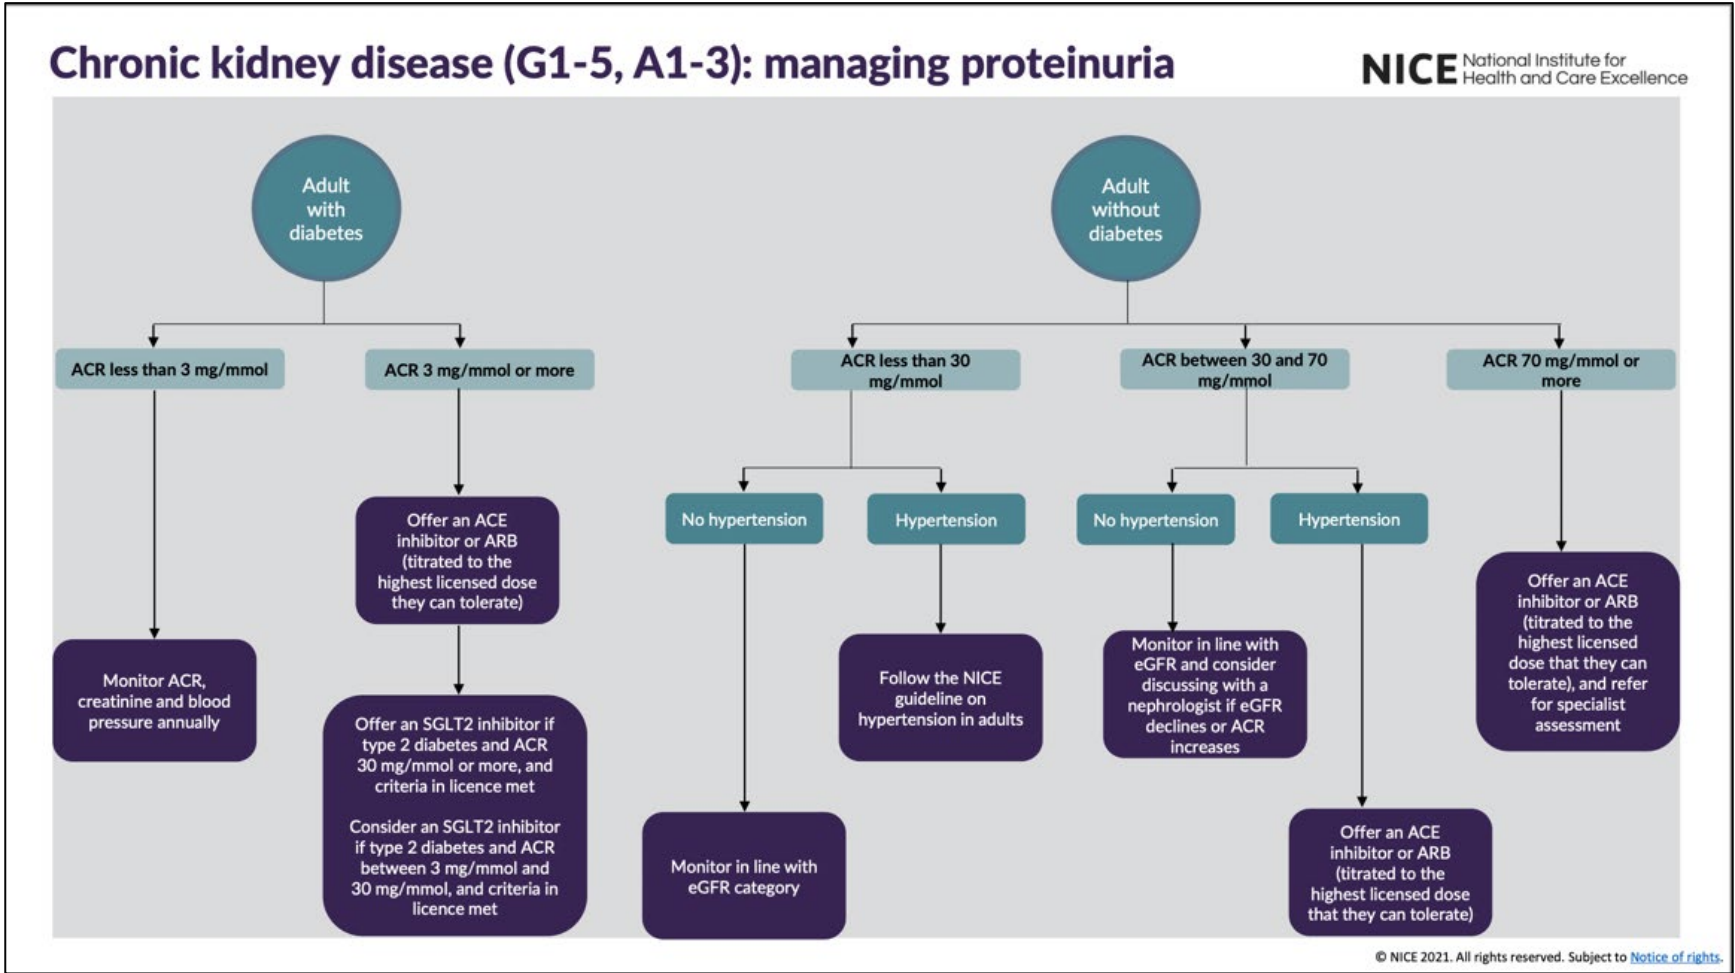 Chronic kidney disease (G1-5, A1-3): managing proteinuria
NICE National Institute for
Health and Care Excellence
Adult
with
diabetes
ACR less than 3 mg/mmol
Monitor ACR,
creatinine and blood
pressure annually
ACR 3 mg/mmol or more
Offer an ACE
inhibitor or ARB
(titrated to the
highest licensed dose
they can tolerate)
Offer an SGLT2 inhibitor if
type 2 diabetes and ACR
30 mg/mmol or more, and
criteria in licence met
Consider an SGLT2 inhibitor
if type 2 diabetes and ACR
between 3 mg/mmol and
30 mg/mmol, and criteria in
licence met
Adult
without
diabetes
ACR less than 30
mg/mmol
No hypertension
Monitor in line with
eGFR category
Hypertension
Follow the NICE
guideline on
hypertension in adults
ACR between 30 and 70
mg/mmol
No hypertension
Monitor in line with
eGFR and consider
discussing with a
nephrologist if eGFR
declines or ACR
increases
Hypertension
Offer an ACE
inhibitor or ARB
(titrated to the
highest licensed dose
that they can tolerate)
ACR 70 mg/mmol or
more
Offer an ACE
inhibitor or ARB
(titrated to the
highest licensed
dose that they can
tolerate), and refer
for specialist
assessment
© NICE 2021. All rights reserved. Subject to Notice of rights.